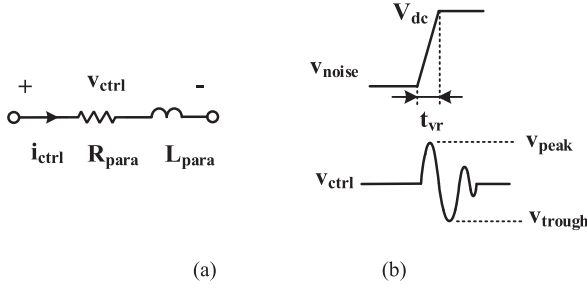 +
v_ctrl
-
i_ctrl
R_para
L_para
(a)
V_dc
v_noise
t_vr
v_peak
v_ctrl
v_trough
(b)